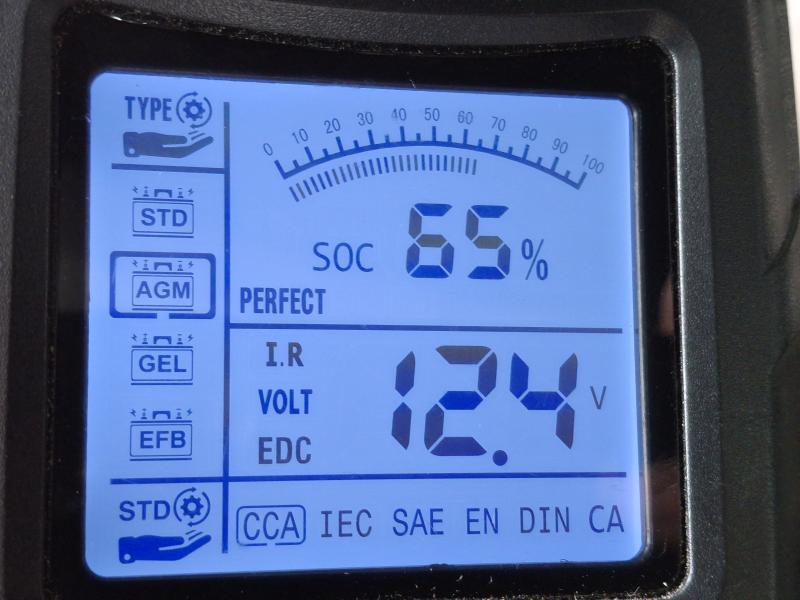 TYPE
0 10 20 30 40 50 60 70 80 90 100
STD
SOC 65%
AGM
PERFECT
GEL
I.R
VOLT 12.4 V
EFB
EDC
STD
CCA IEC SAE EN DIN CA